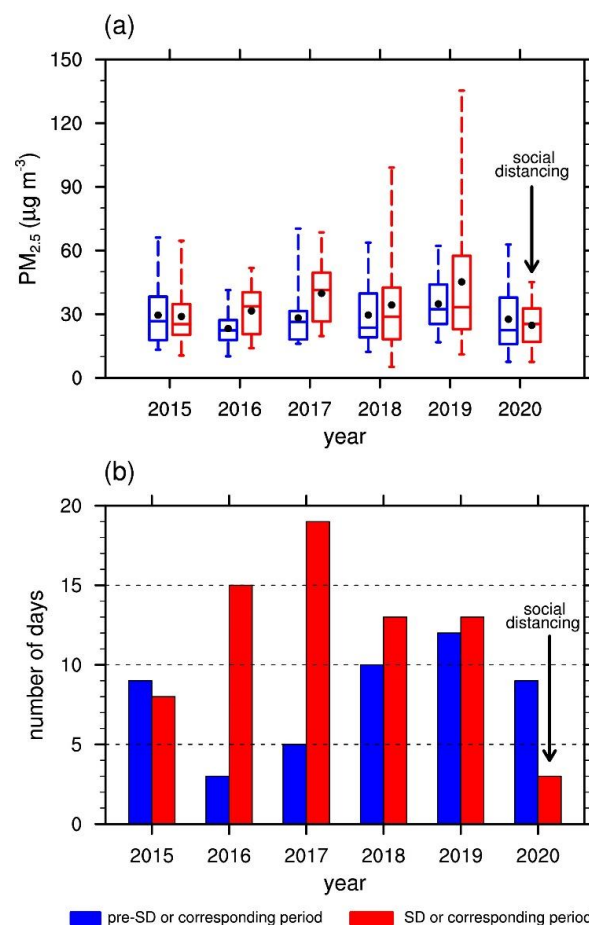 (a)
150
120
90
60
30
0
PM2.5 (μg m-3)
social
distancing
2015 2016 2017 2018 2019 2020
year
(b)
20
15
10
5
0
number of days
social
distancing
2015 2016 2017 2018 2019 2020
year
pre-SD or corresponding period SD or corresponding period